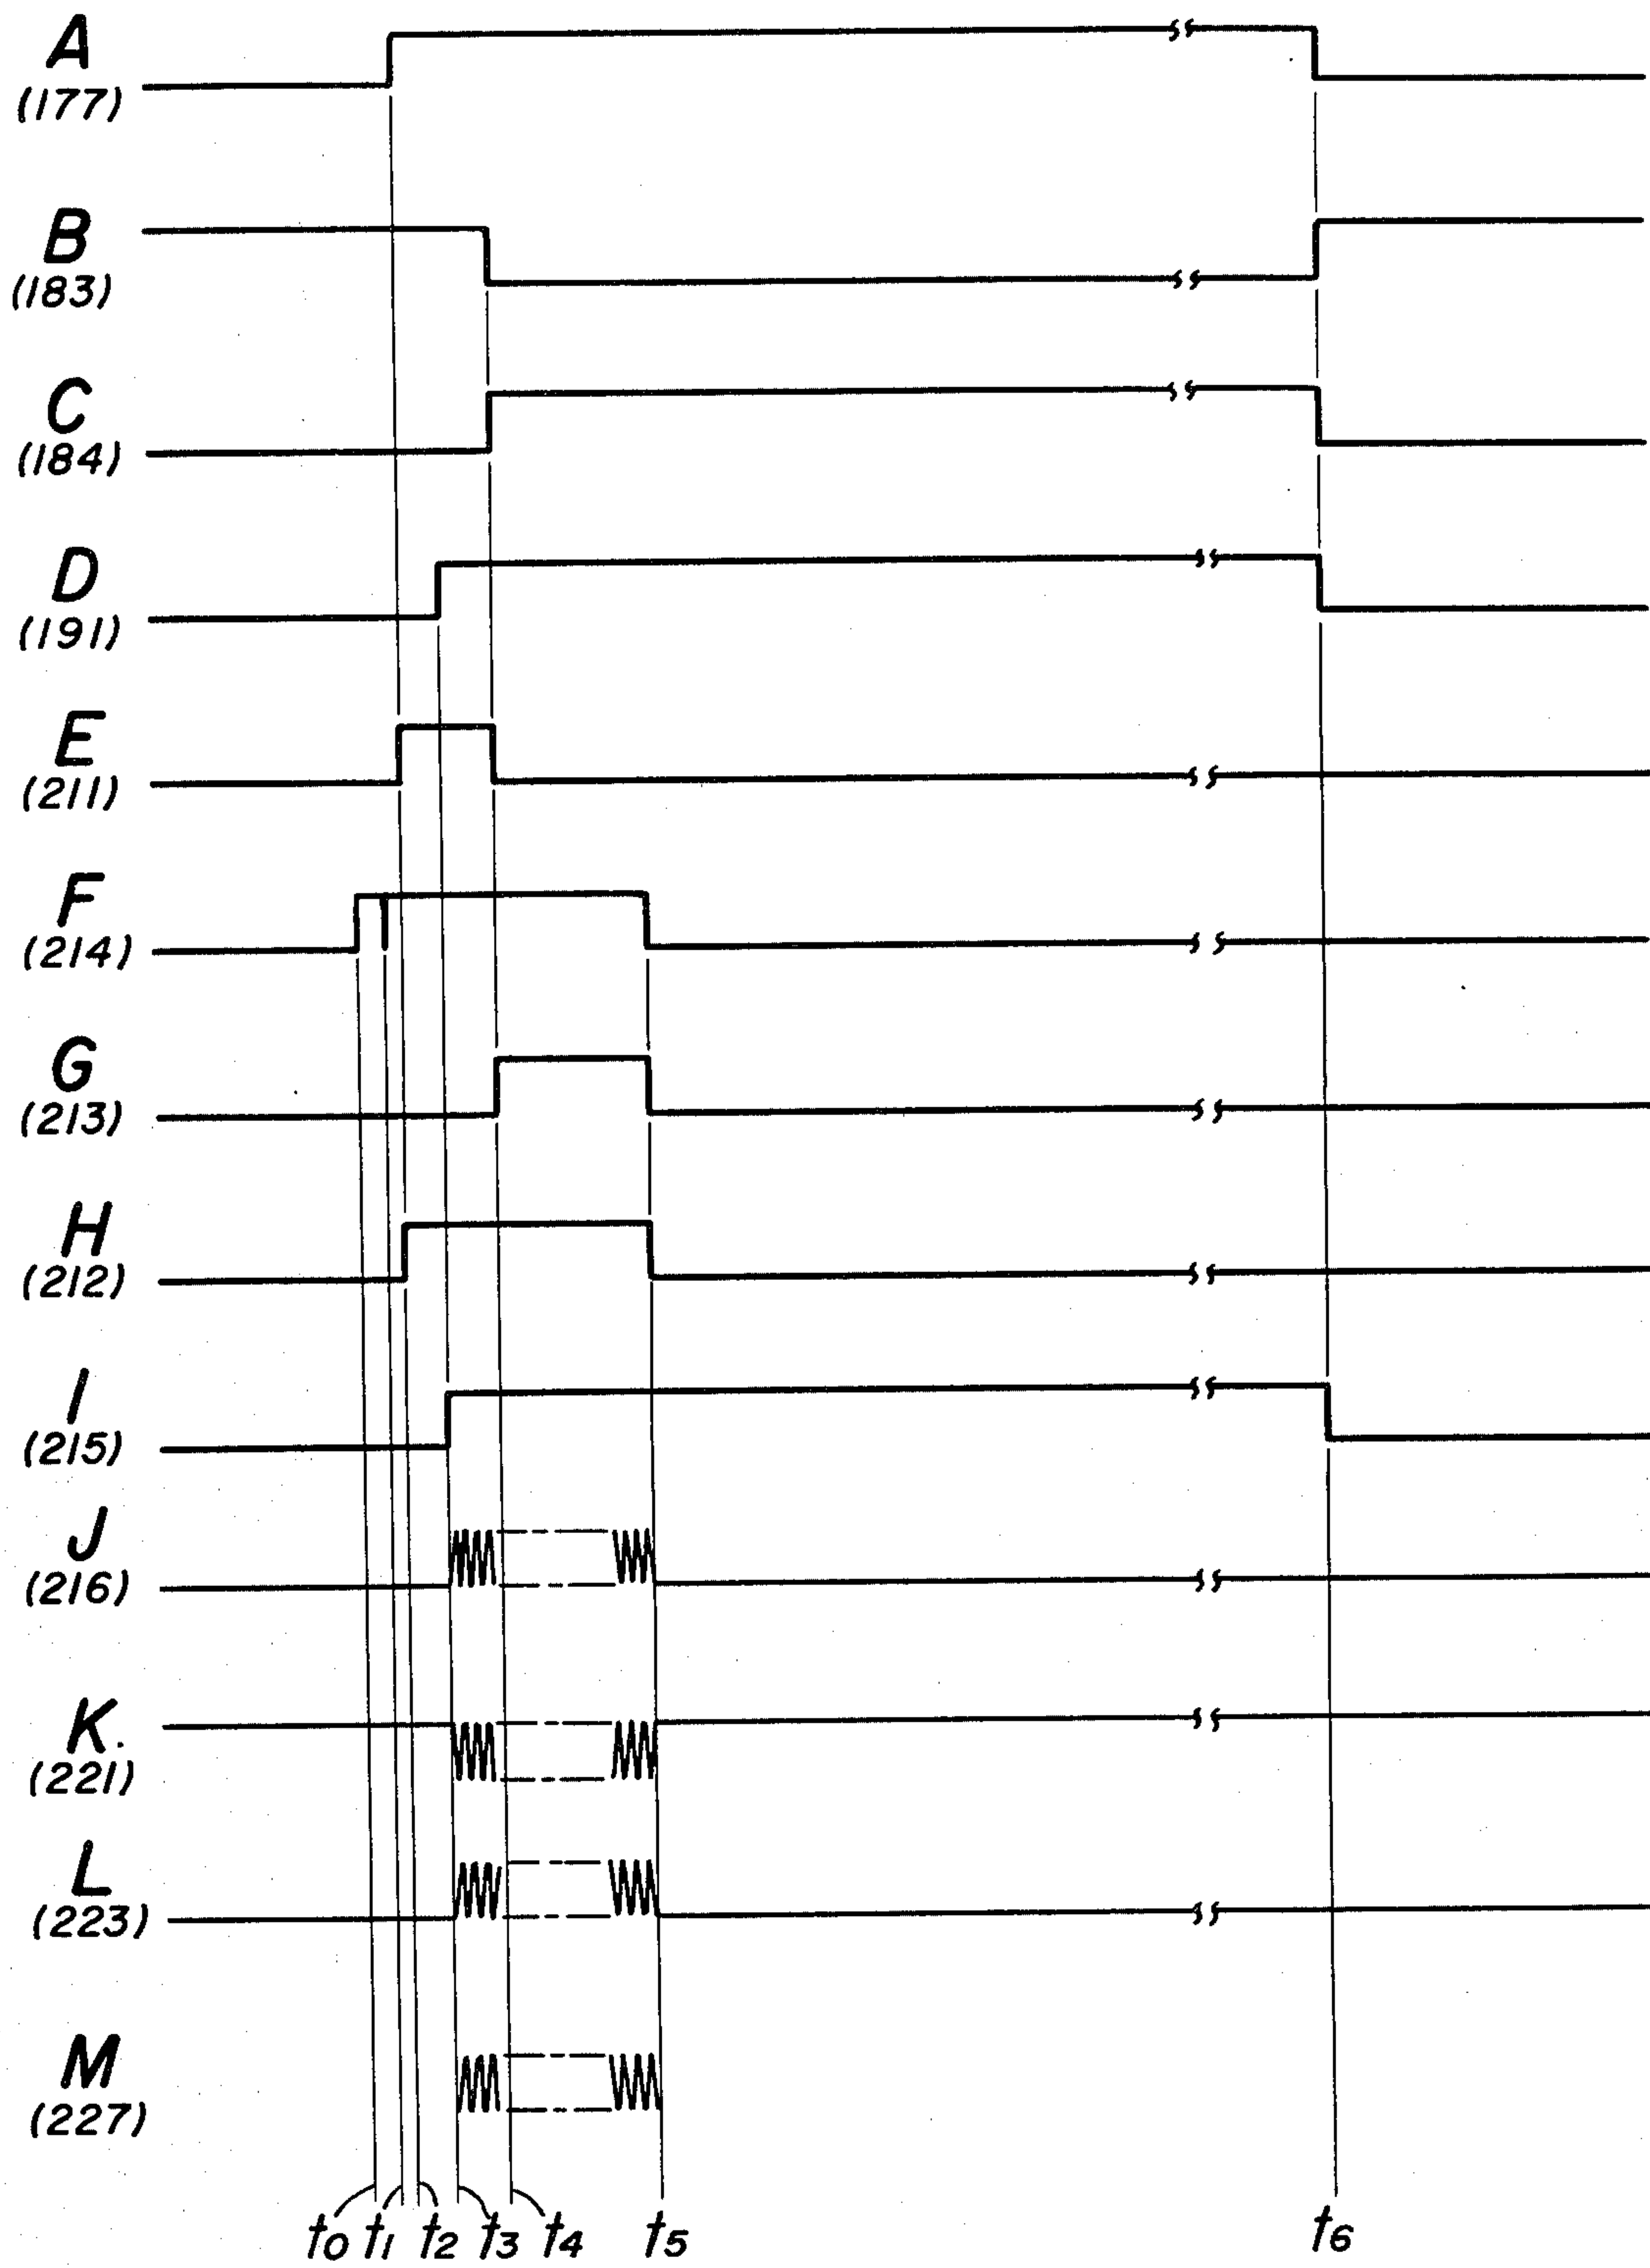 A
(177)
B
(183)
C
(184)
D
(191)
E
(211)
F
(214)
G
(213)
H
(212)
I
(215)
J
(216)
K.
(221)
L
(223)
M
(227)
t0 t1 t2 t3 t4 t5 t6